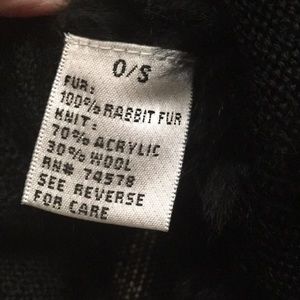 O/S
FUR:
100% RABBIT FUR
KNIT:
70% ACRYLIC
30% WOOL
RN# 74578
SEE REVERSE
FOR CARE